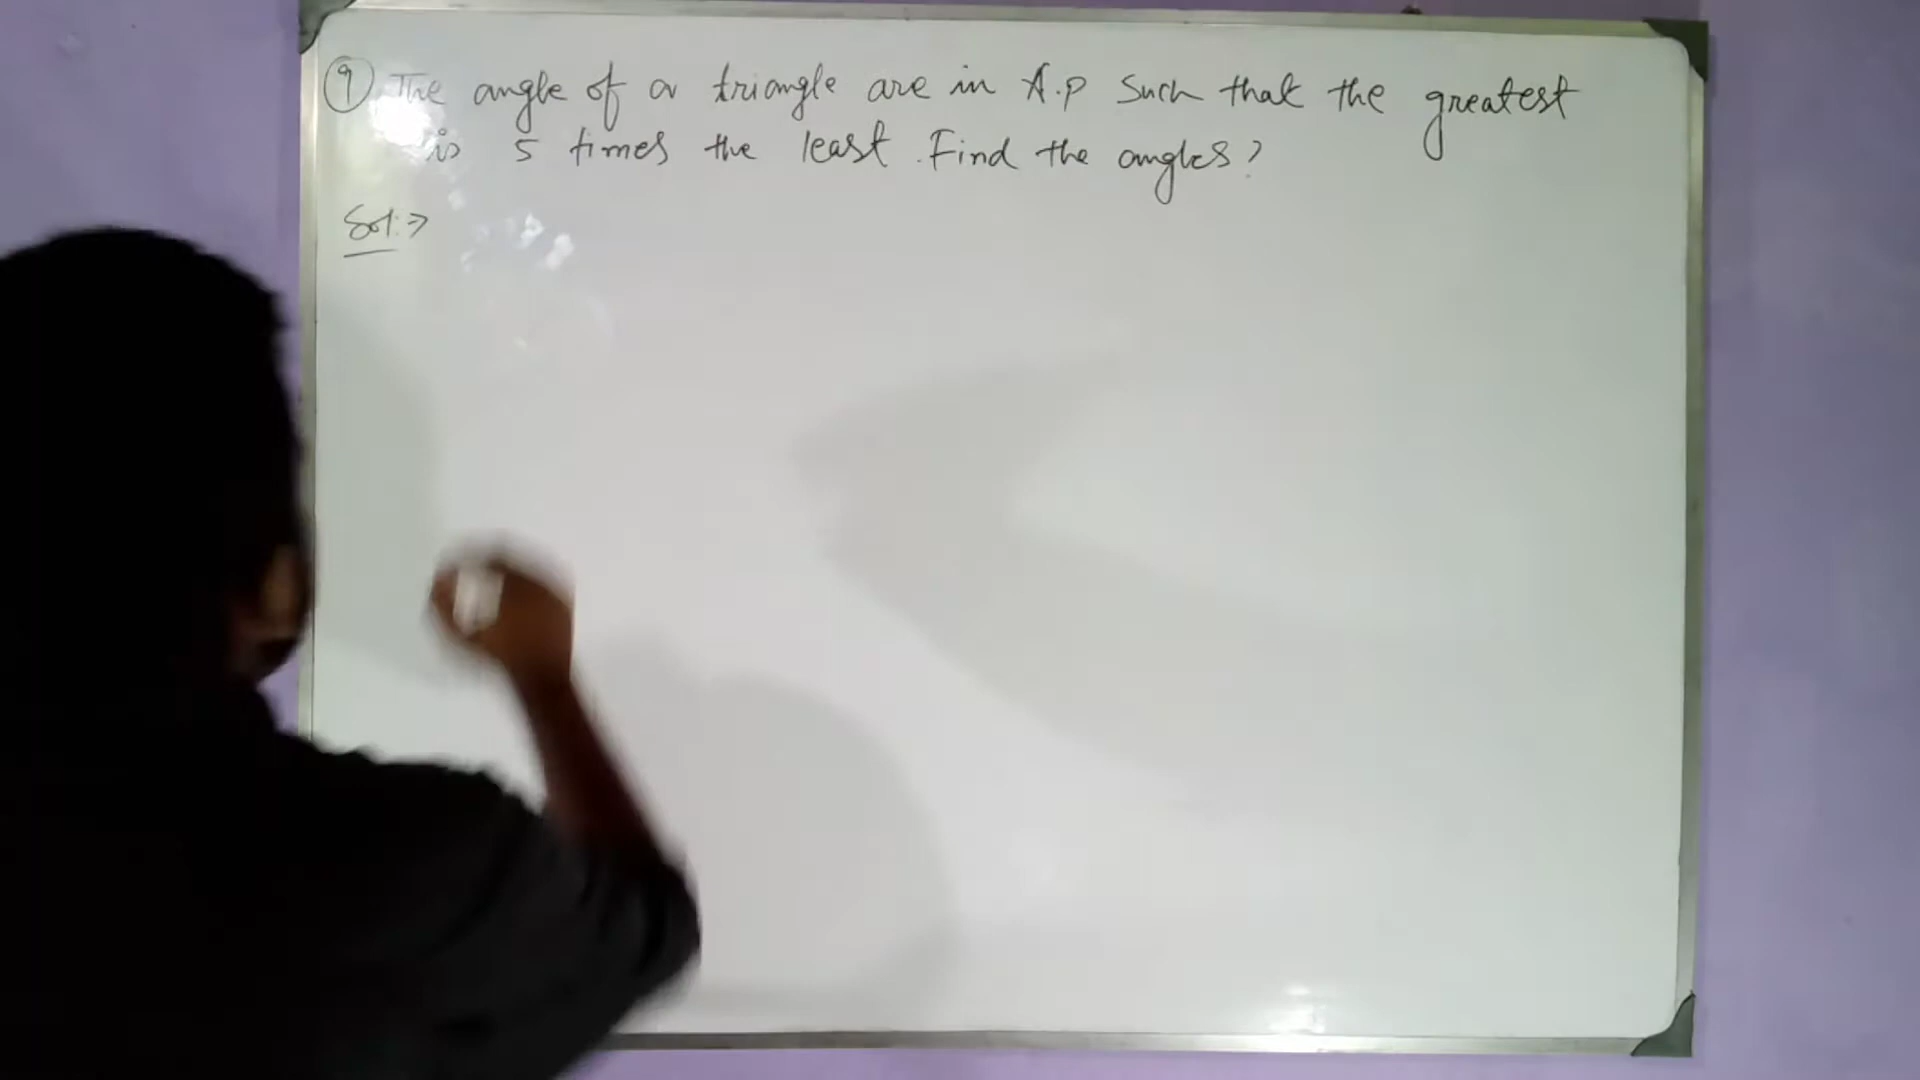 9 The angle of a triangle are in A.P such that the greatest
is 5 times the least. Find the angles?
Sol:⇒